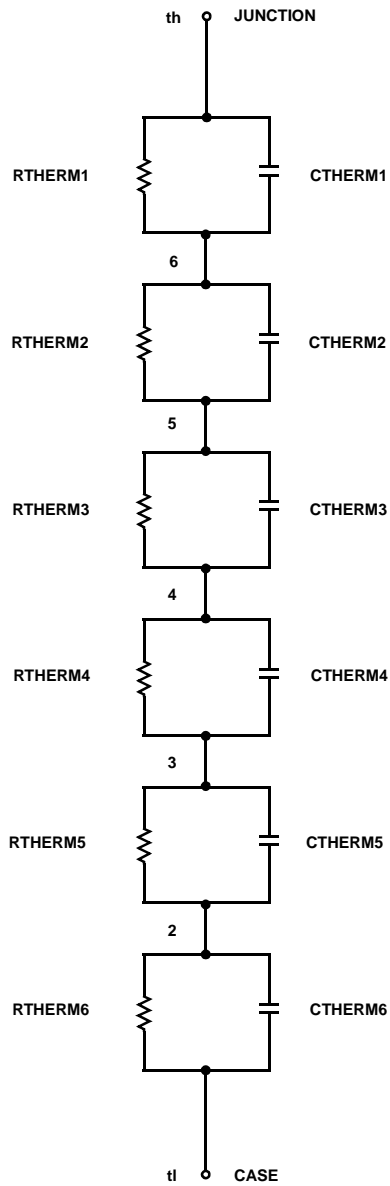 th JUNCTION
RTHERM1 CTHERM1
6
RTHERM2 CTHERM2
5
RTHERM3 CTHERM3
4
RTHERM4 CTHERM4
3
RTHERM5 CTHERM5
2
RTHERM6 CTHERM6
tl CASE